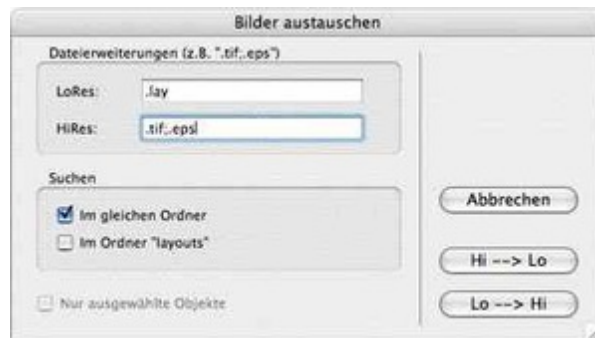 Bilder austauschen
Dateierweiterungen (z.B. ".tif;.eps")
LoRes: .lay
HiRes: .tif;.eps
Suchen
Im gleichen Ordner
Im Ordner "layouts"
Nur ausgewählte Objekte
Abbrechen
Hi --> Lo
Lo --> Hi